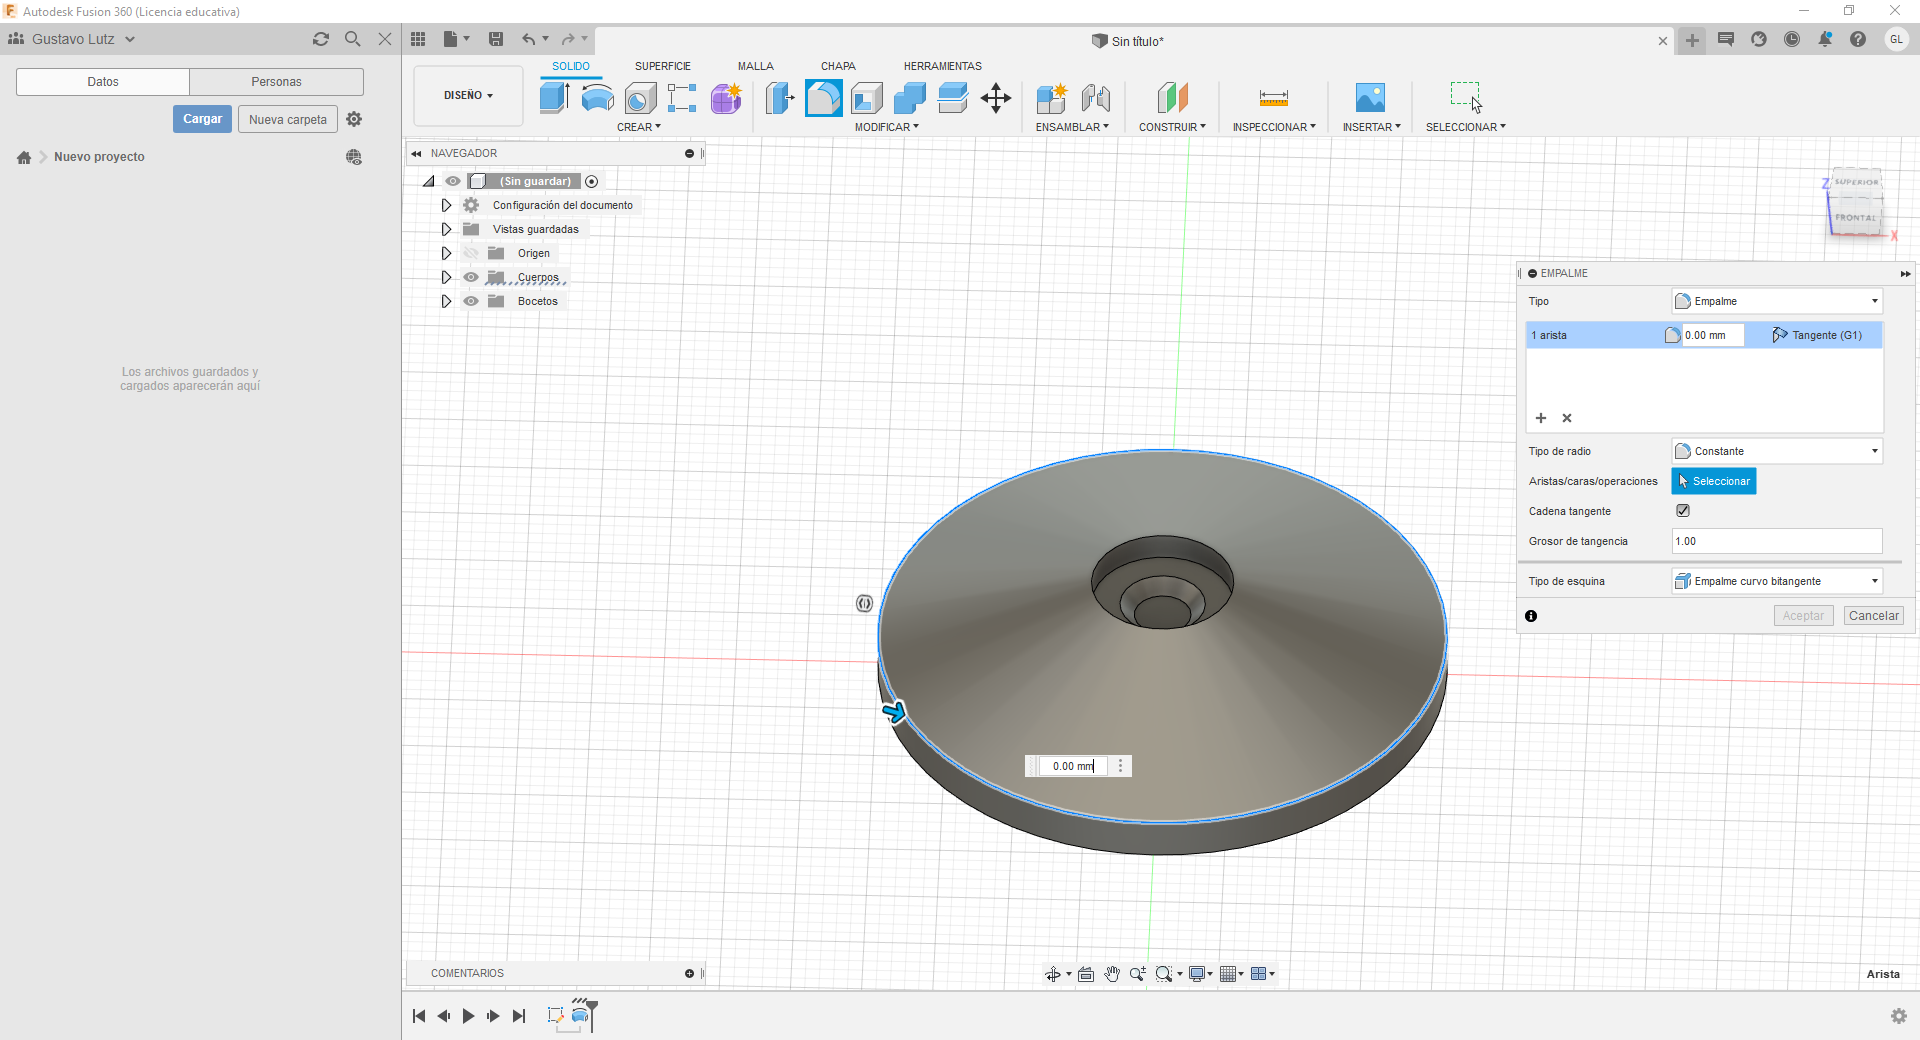 Autodesk Fusion 360 (Licencia educativa)
Gustavo Lutz
Sin título*
GL
Datos
Personas
Cargar
Nueva carpeta
Nuevo proyecto
Los archivos guardados y
cargados aparecerán aquí
DISEÑO
SOLIDO
SUPERFICIE
MALLA
CHAPA
HERRAMIENTAS
CREAR
MODIFICAR
ENSAMBLAR
CONSTRUIR
INSPECCIONAR
INSERTAR
SELECCIONAR
NAVEGADOR
(Sin guardar)
Configuración del documento
Vistas guardadas
Origen
Cuerpos
Bocetos
Z
SUPERIOR
FRONTAL
X
EMPALME
Tipo
Empalme
1 arista
0.00 mm
Tangente (G1)
Tipo de radio
Constante
Aristas/caras/operaciones
Seleccionar
Cadena tangente
Grosor de tangencia
1.00
Tipo de esquina
Empalme curvo bitangente
Aceptar
Cancelar
0.00 mm
COMENTARIOS
Arista